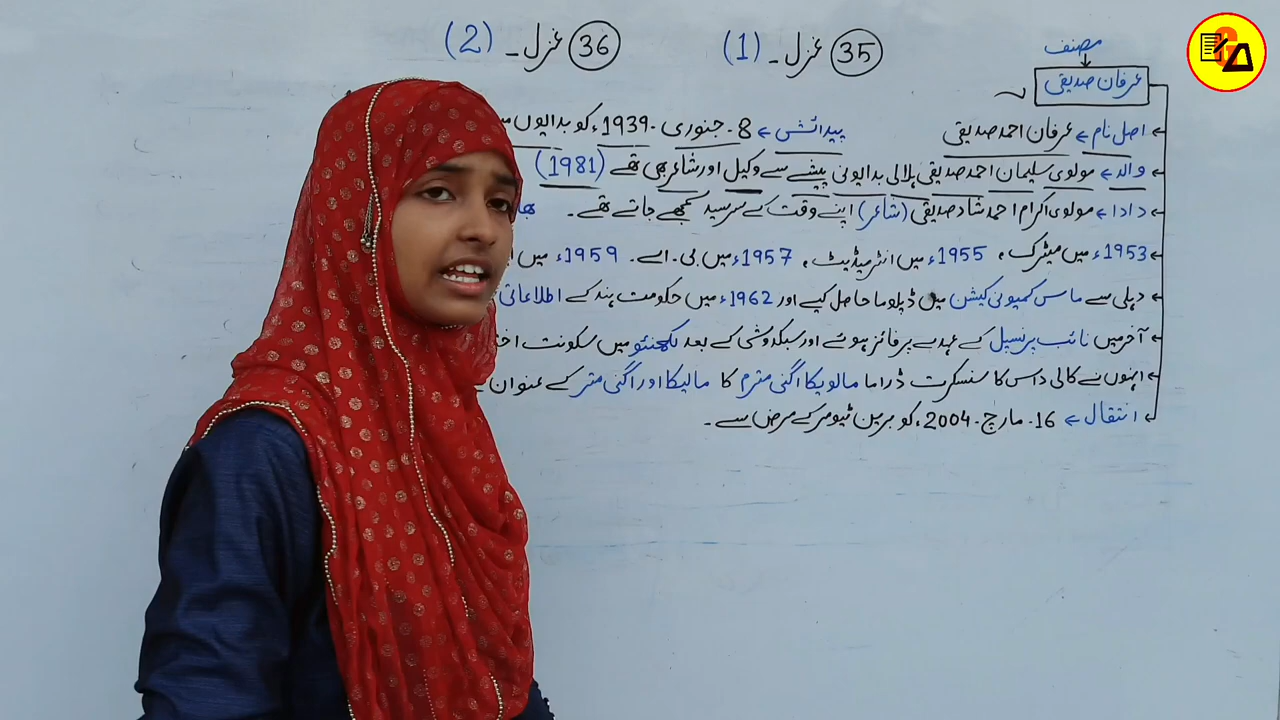 (35) غزل۔ (1)
(36) غزل۔ (2)
مصنف
عرفان صدیقی
اصل نام ← عرفان احمد صدیقی
پیدائشی ← 8۔ جنوری ۔1939ء کو بدایوں میں
والد ← مولوی سلیمان احمد صدیقی ہلالی بدایونی پیشے سے وکیل اور شاعر بھی تھے (1981)
دادا ← مولوی اکرام احمد شاد صدیقی (شاعر) اپنے وقت کے سرسید سمجھے جاتے تھے۔
1953ء میں میٹرک، 1955ء میں انٹرمیڈیٹ، 1957ء میں بی۔اے۔ 1959ء میں
دہلی سے ماس کمیونی کیشن میں ڈپلوما حاصل کیے اور 1962ء میں حکومت ہند کے اطلاعاتی
آخر میں نائب پرنسپل کے عہدے پر فائز ہوئے اور سبکدوشی کے بعد لکھنئو میں سکونت
انہوں نے کالی داس کا سنسکرت ڈراما مالویکا اگنی مترم کا مالیکا اور اگنی متر کے عنوان
انتقال ← 16۔ مارچ۔ 2004ء کو برین ٹیومر کے مرض سے۔